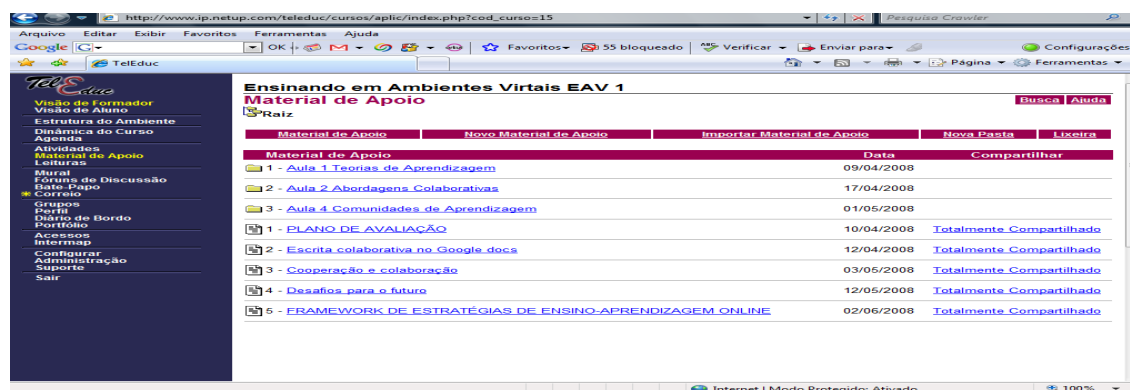 http://www.ip.netup.com/teleduc/cursos/aplic/index.php?cod_curso=15 Pesquisa Crawler
Arquivo Editar Exibir Favoritos Ferramentas Ajuda
Google G OK Favoritos 55 bloqueado Verificar Enviar para Configurações
TelEduc Página Ferramentas
TelEduc
Visão de Formador
Visão de Aluno
Estrutura do Ambiente
Dinâmica do Curso
Agenda
Atividades
Material de Apoio
Leituras
Mural
Fóruns de Discussão
Bate-Papo
Correio
Grupos
Perfil
Diário de Bordo
Portfólio
Acessos
Intermap
Configurar
Administração
Suporte
Sair
Ensinando em Ambientes Virtais EAV 1
Material de Apoio Busca Ajuda
Raiz
Material de Apoio Novo Material de Apoio Importar Material de Apoio Nova Pasta Lixeira
Material de Apoio Data Compartilhar
1 - Aula 1 Teorias de Aprendizagem 09/04/2008
2 - Aula 2 Abordagens Colaborativas 17/04/2008
3 - Aula 4 Comunidades de Aprendizagem 01/05/2008
1 - PLANO DE AVALIAÇÃO 10/04/2008 Totalmente Compartilhado
2 - Escrita colaborativa no Google docs 12/04/2008 Totalmente Compartilhado
3 - Cooperação e colaboração 03/05/2008 Totalmente Compartilhado
4 - Desafios para o futuro 12/05/2008 Totalmente Compartilhado
5 - FRAMEWORK DE ESTRATÉGIAS DE ENSINO-APRENDIZAGEM ONLINE 02/06/2008 Totalmente Compartilhado
Internet | Modo Protegido: Ativado 100%